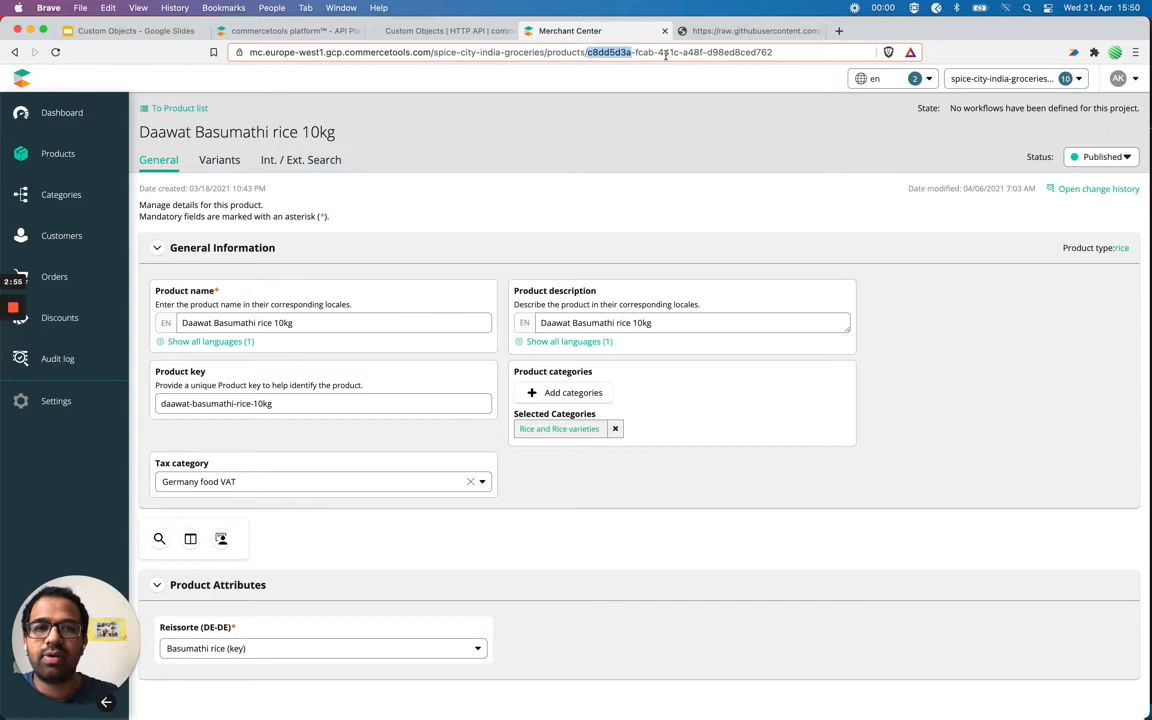 Brave File Edit View History Bookmarks People Tab Window Help 00:00 Wed 21. Apr 15:50
Custom Objects - Google Slides commercetools platform™ - API Pla Custom Objects | HTTP API | comm Merchant Center https://raw.githubusercontent.com/
mc.europe-west1.gcp.commercetools.com/spice-city-india-groceries/products/c8dd5d3a-fcab-441c-a48f-d98ed8ced762
en 2 spice-city-india-groceries... 10 AK
Dashboard
Products
Categories
Customers
Orders
Discounts
Audit log
Settings
2:55
To Product list
State: No workflows have been defined for this project.
Daawat Basumathi rice 10kg
General Variants Int. / Ext. Search
Status: Published
Date created: 03/18/2021 10:43 PM
Date modified: 04/06/2021 7:03 AM Open change history
Manage details for this product.
Mandatory fields are marked with an asterisk (*).
General Information
Product type:rice
Product name*
Enter the product name in their corresponding locales.
EN Daawat Basumathi rice 10kg
Show all languages (1)
Product description
Describe the product in their corresponding locales.
EN Daawat Basumathi rice 10kg
Show all languages (1)
Product key
Provide a unique Product key to help identify the product.
daawat-basumathi-rice-10kg
Product categories
Add categories
Selected Categories
Rice and Rice varieties
Tax category
Germany food VAT
Product Attributes
Reissorte (DE-DE)*
Basumathi rice (key)